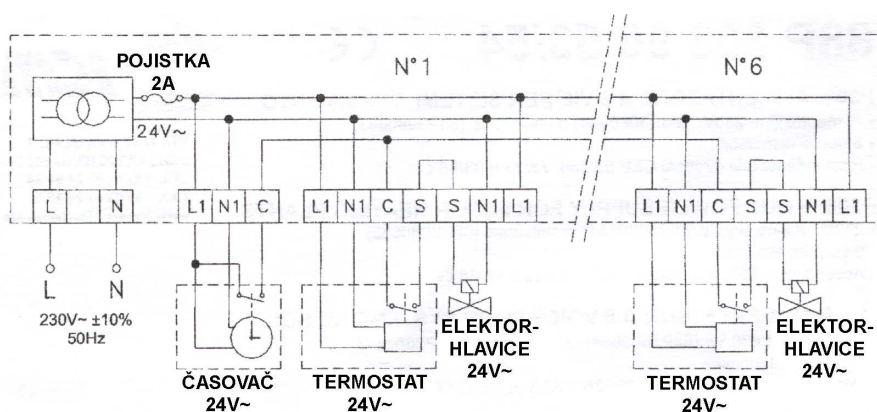 POJISTKA
2A
N°1
N°6
24V~
L N
L1 N1 C
L1 N1 C S S N1 L1
L1 N1 C S S N1 L1
L N
230V~ ±10%
50Hz
ČASOVAČ
24V~
TERMOSTAT
24V~
ELEKTOR-
HLAVICE
24V~
TERMOSTAT
24V~
ELEKTOR-
HLAVICE
24V~